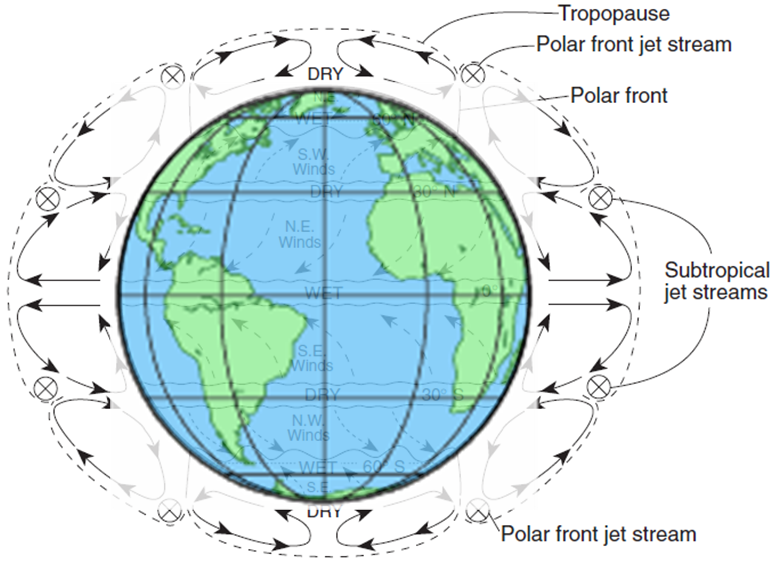 Tropopause
Polar front jet stream
DRY
Polar front
N.E.
WET 60° N
S.W.
Winds
DRY 30° N
N.E.
Winds
Subtropical
jet streams
WET 0°
S.E.
Winds
DRY 30° S
N.W.
Winds
WET 60° S
S.E.
DRY
Polar front jet stream